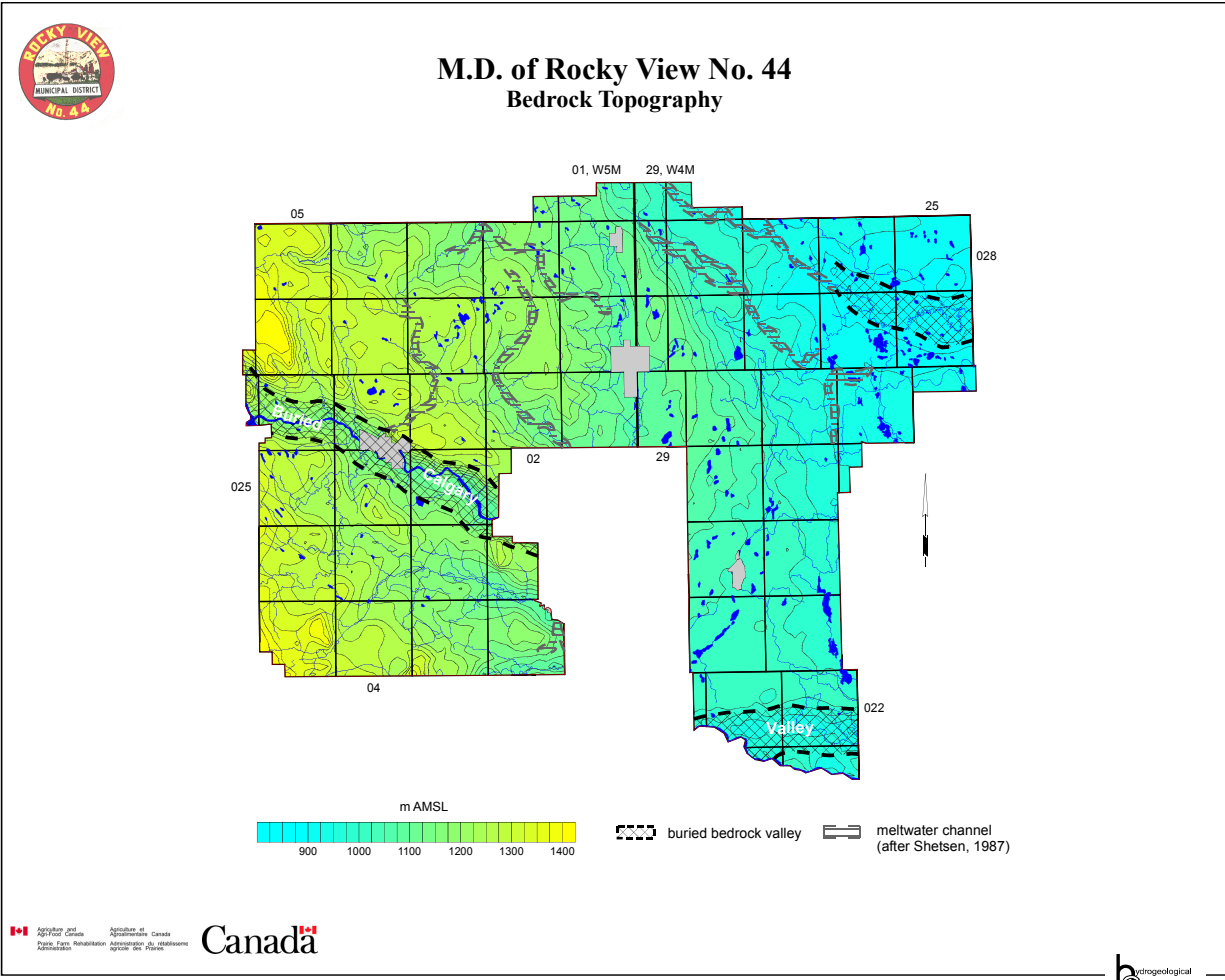 ROCKY VIEW
MUNICIPAL DISTRICT
No. 44
M.D. of Rocky View No. 44
Bedrock Topography
01, W5M
29, W4M
05
25
028
Buried
Calgary
02
29
025
04
022
Valley
m AMSL
900
1000
1100
1200
1300
1400
buried bedrock valley
meltwater channel
(after Shetsen, 1987)
Agriculture and
Agri-Food Canada
Agriculture et
Agroalimentaire Canada
Prairie Farm Rehabilitation
Administration
Administration du rétablisseme
agricole des Prairies
Canada
hydrogeological